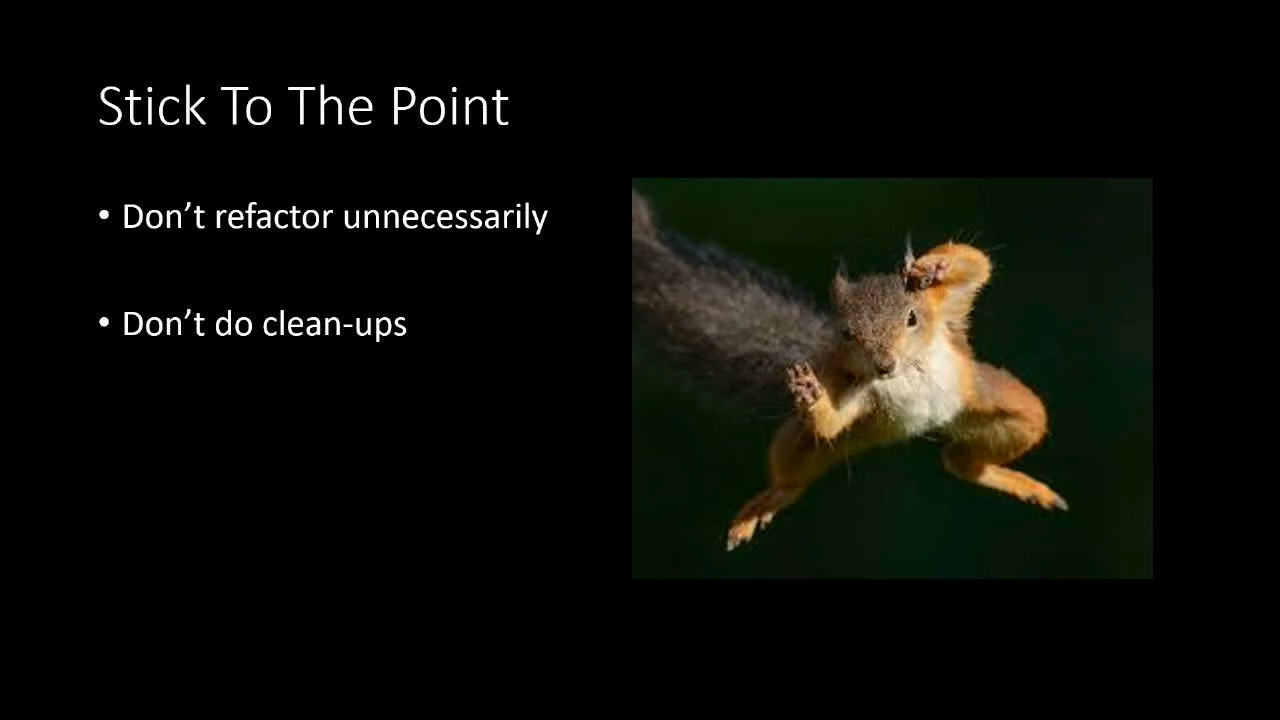 Stick To The Point
• Don’t refactor unnecessarily
• Don’t do clean-ups